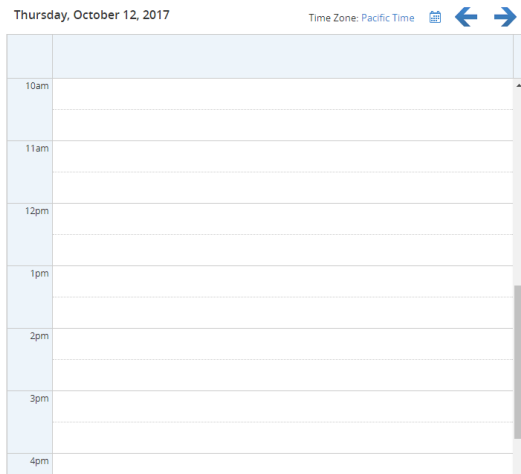 Thursday, October 12, 2017 Time Zone: Pacific Time
10am
11am
12pm
1pm
2pm
3pm
4pm